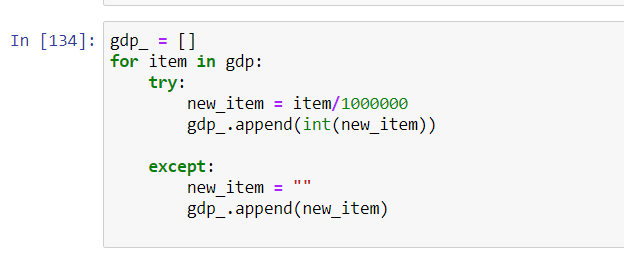 In [134]: gdp_ = []
for item in gdp:
    try:
        new_item = item/1000000
        gdp_.append(int(new_item))
    except:
        new_item = ""
        gdp_.append(new_item)